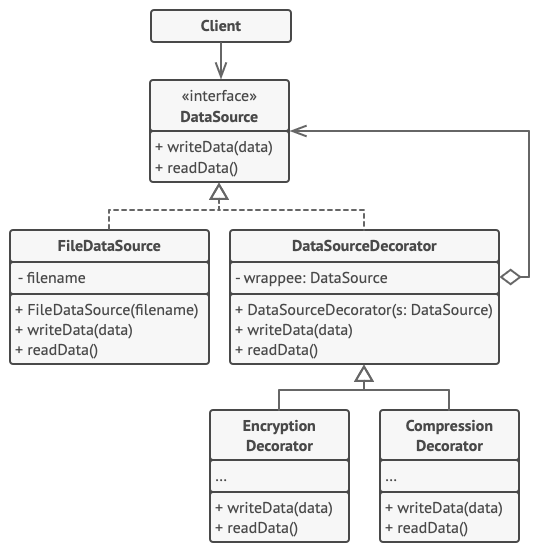 Client
«interface»
DataSource
+ writeData(data)
+ readData()
FileDataSource
- filename
+ FileDataSource(filename)
+ writeData(data)
+ readData()
DataSourceDecorator
- wrappee: DataSource
+ DataSourceDecorator(s: DataSource)
+ writeData(data)
+ readData()
Encryption
Decorator
...
+ writeData(data)
+ readData()
Compression
Decorator
...
+ writeData(data)
+ readData()